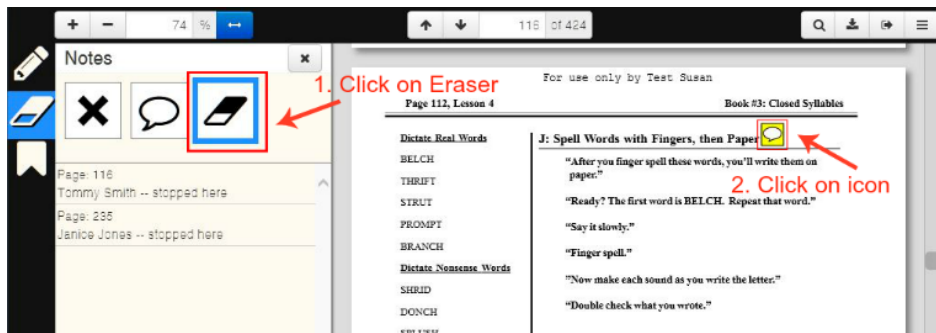 74 %
116 of 424
Notes
1. Click on Eraser
Page: 116
Tommy Smith -- stopped here
Page: 235
Janice Jones -- stopped here
For use only by Test Susan
Page 112, Lesson 4
Book #3: Closed Syllables
Dictate Real Words
BELCH
THRIFT
STRUT
PROMPT
BRANCH
Dictate Nonsense Words
SHRID
DONCH
J: Spell Words with Fingers, then Paper
2. Click on icon
“After you finger spell these words, you’ll write them on
paper.”
“Ready? The first word is BELCH. Repeat that word.”
“Say it slowly.”
“Finger spell.”
“Now make each sound as you write the letter.”
“Double check what you wrote.”